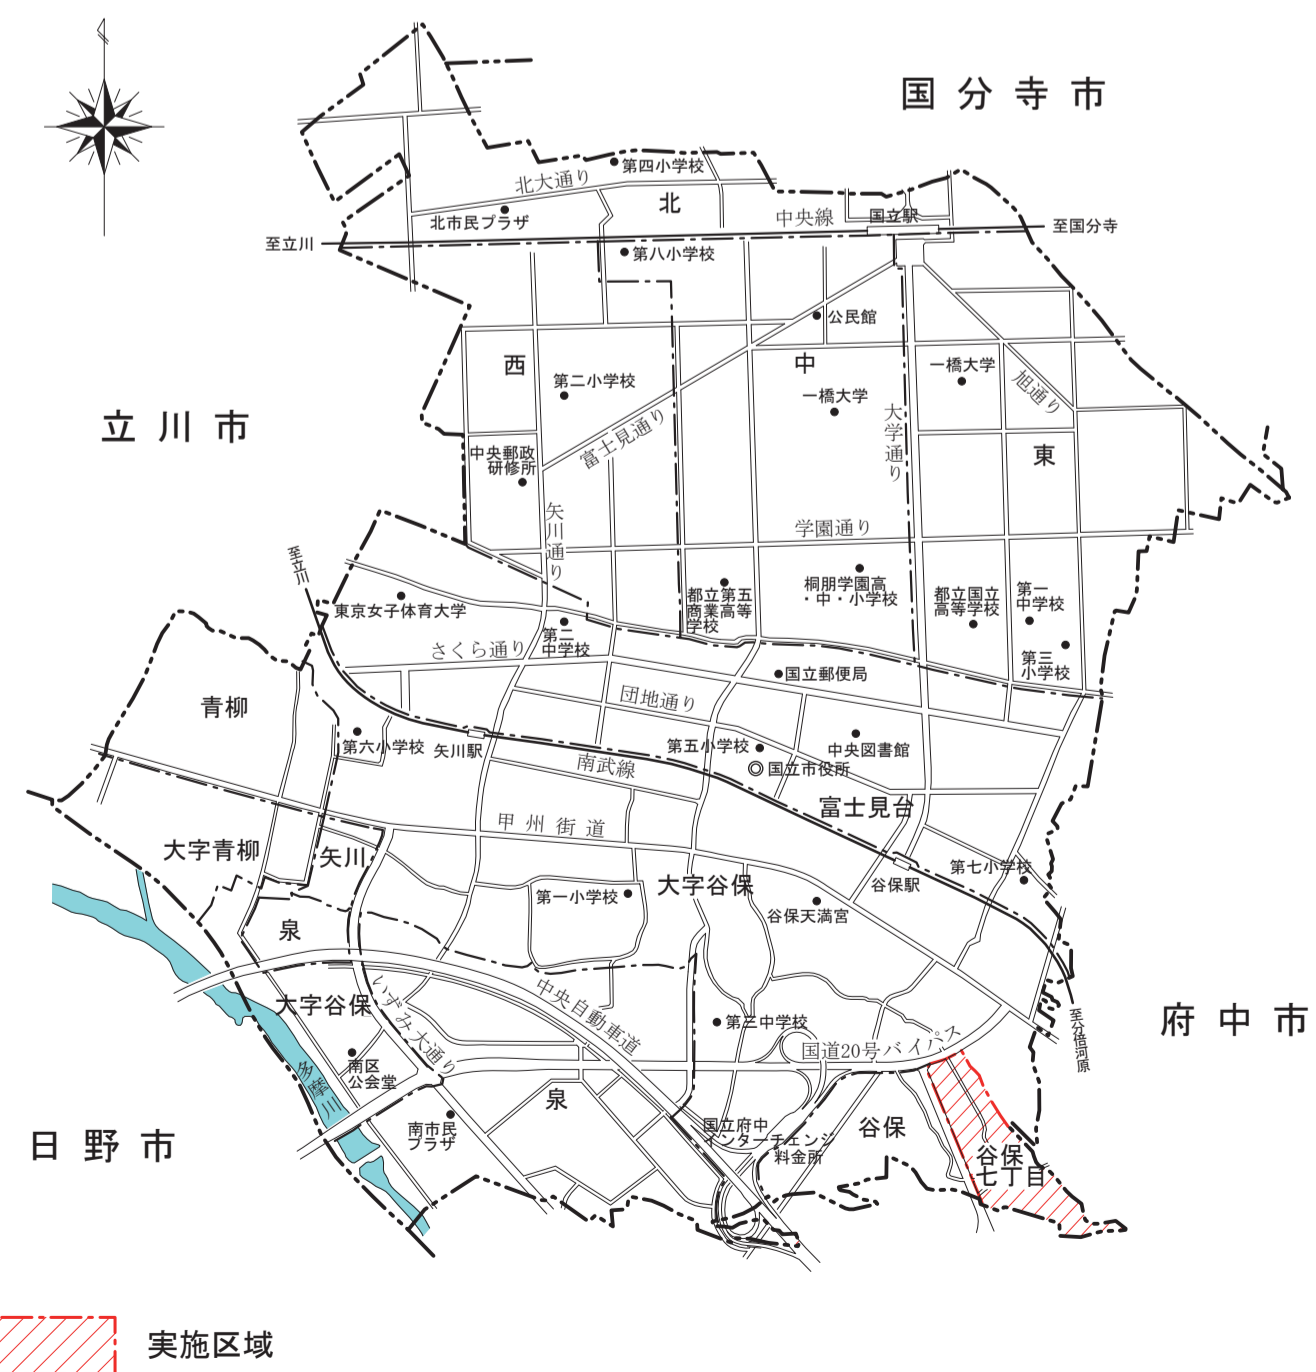 国分寺市
第四小学校
北大通り
北
北市民プラザ
中央線
国立駅
至立川
至国分寺
第八小学校
公民館
西
中
第二小学校
一橋大学
一橋大学
旭通り
立川市
大学通り
富士見通り
東
中央郵政
研修所
矢川通り
学園通り
至立川
東京女子体育大学
都立第五
商業高等
学校
桐朋学園高
・中・小学校
都立国立
高等学校
第一
中学校
第二
中学校
さくら通り
第三
小学校
国立郵便局
団地通り
青柳
第六小学校
矢川駅
南武線
第五小学校
中央図書館
国立市役所
富士見台
甲州街道
大字青柳
矢川
第一小学校
大字谷保
谷保駅
第七小学校
谷保天満宮
泉
大字谷保
いずみ大通り
中央自動車道
第三中学校
国道20号バイパス
至分倍河原
府中市
南区
公会堂
多摩川
日野市
南市民
プラザ
泉
国立府中
インターチェンジ
料金所
谷保
谷保
七丁目
実施区域